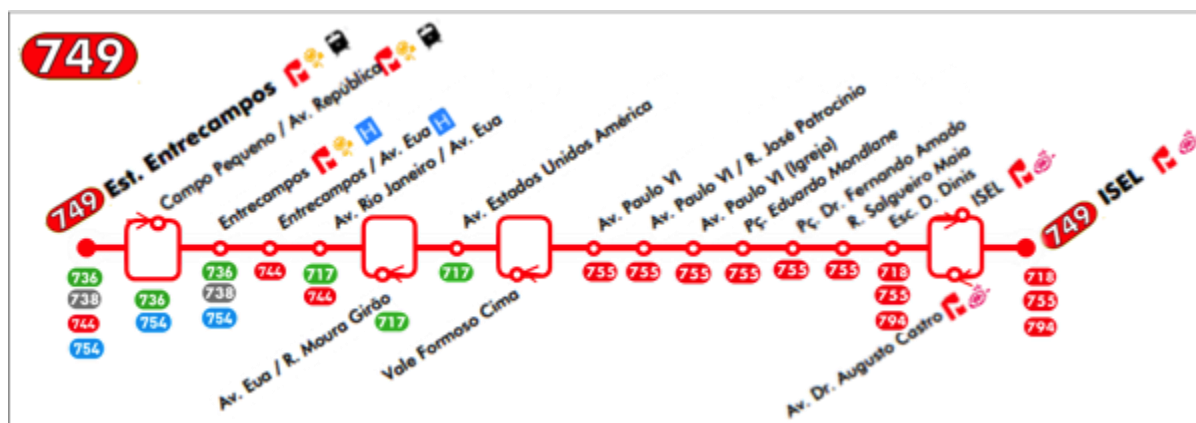 749
749 Est. Entrecampos
Campo Pequeno / Av. República
Entrecampos H
Entrecampos / Av. Eua H
Av. Rio Janeiro / Av. Eua
Av. Estados Unidos América
Av. Paulo VI
Av. Paulo VI / R. José Patrocinio
Av. Paulo VI (Igreja)
Pç. Eduardo Mondlane
Pç. Dr. Fernando Amado
R. Salgueiro Maia
Esc. D. Dinis
ISEL
749 ISEL
736
738
744
754
736
754
736
738
754
744
717
744
717
717
755
755
755
755
755
755
718
755
794
718
755
794
Av. Eua / R. Moura Girão
Vale Formoso Cima
Av. Dr. Augusto Castro